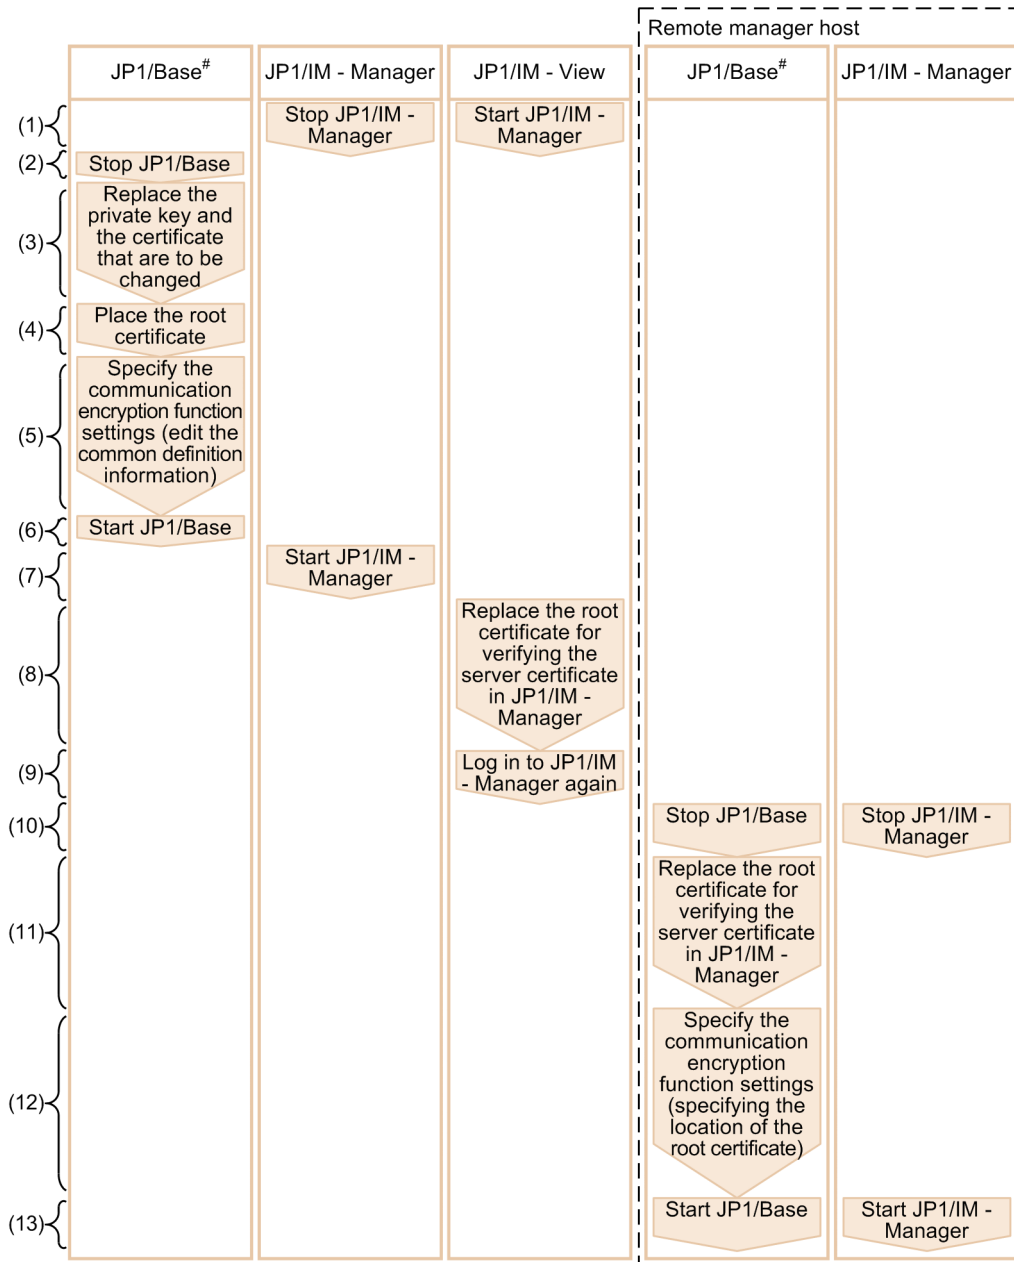 Remote manager host
JP1/Base#
JP1/IM - Manager
JP1/IM - View
JP1/Base#
JP1/IM - Manager
(1)
Stop JP1/IM -
Manager
Start JP1/IM -
Manager
(2)
Stop JP1/Base
(3)
Replace the
private key and
the certificate
that are to be
changed
(4)
Place the root
certificate
(5)
Specify the
communication
encryption function
settings (edit the
common definition
information)
(6)
Start JP1/Base
(7)
Start JP1/IM -
Manager
(8)
Replace the root
certificate for
verifying the
server certificate
in JP1/IM -
Manager
(9)
Log in to JP1/IM
- Manager again
(10)
Stop JP1/Base
Stop JP1/IM -
Manager
(11)
Replace the root
certificate for
verifying the
server certificate
in JP1/IM -
Manager
(12)
Specify the
communication
encryption
function settings
(specifying the
location of the
root certificate)
(13)
Start JP1/Base
Start JP1/IM -
Manager